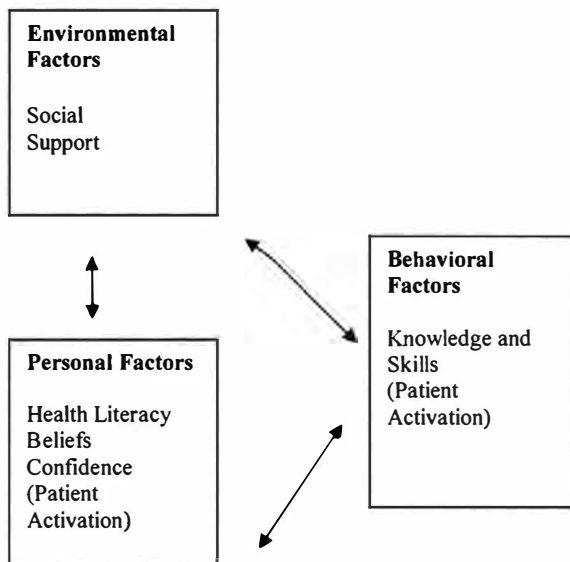 Environmental
Factors
Social
Support
Behavioral
Factors
Knowledge and
Skills
(Patient
Activation)
Personal Factors
Health Literacy
Beliefs
Confidence
(Patient
Activation)